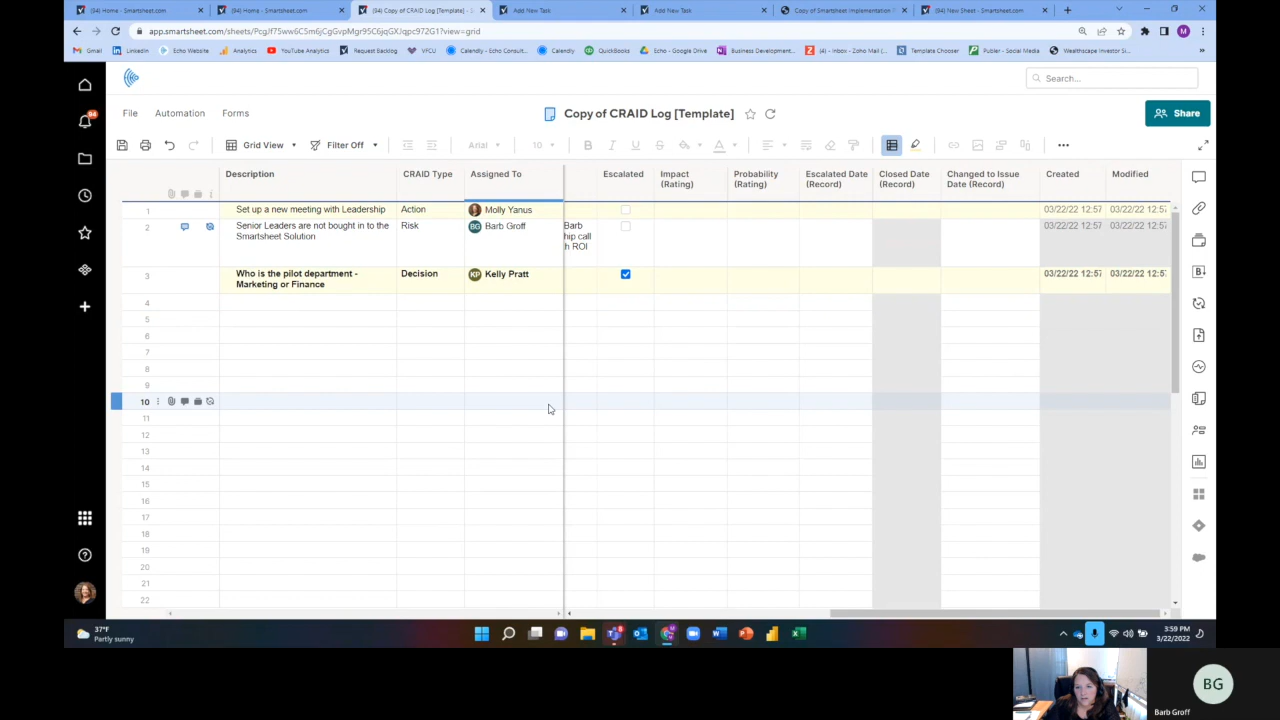 (94) Home - Smartsheet.com
(94) Home - Smartsheet.com
(94) Copy of CRAID Log [Template] - S
Add New Task
Add New Task
Copy of Smartsheet Implementation P
(94) New Sheet - Smartsheet.com
app.smartsheet.com/sheets/PcgJf75ww6C5m6jCgGvpMgr95C6jqGXJqpc972G1?view=grid
M
Gmail
LinkedIn
Echo Website
Analytics
YouTube Analytics
Request Backlog
VFCU
Calendly - Echo Consult...
Calendly
QuickBooks
Echo - Google Drive
Business Development...
(4) - Inbox - Zoho Mail (...
Template Chooser
Publer - Social Media
Wealthscape Investor Si...
Search...
File
Automation
Forms
Copy of CRAID Log [Template]
Share
Grid View
Filter Off
Arial
10
B I U S A
Description
CRAID Type
Assigned To
Escalated
Impact
(Rating)
Probability
(Rating)
Escalated Date
(Record)
Closed Date
(Record)
Changed to Issue
Date (Record)
Created
Modified
1
Set up a new meeting with Leadership
Action
Molly Yanus
03/22/22 12:57
03/22/22 12:57
2
Senior Leaders are not bought in to the
Smartsheet Solution
Risk
BG Barb Groff
Barb
hip call
h ROI
03/22/22 12:57
03/22/22 12:57
3
Who is the pilot department -
Marketing or Finance
Decision
KP Kelly Pratt
03/22/22 12:57
03/22/22 12:57
4
5
6
7
8
9
10
11
12
13
14
15
16
17
18
19
20
21
22
37°F
Partly sunny
3:59 PM
3/22/2022
BG
Barb Groff